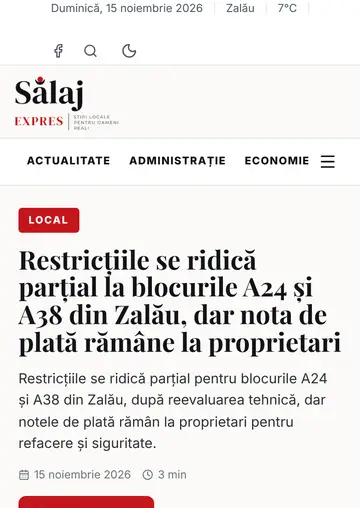 Duminică, 15 noiembrie 2026 Zalău 7°C
Sălaj
EXPRES ȘTIRI LOCALE
PENTRU OAMENI
REALI
ACTUALITATE ADMINISTRAȚIE ECONOMIE
LOCAL
Restricțiile se ridică
parțial la blocurile A24 și
A38 din Zalău, dar nota de
plată rămâne la proprietari
Restricțiile se ridică parțial pentru blocurile A24
și A38 din Zalău, după reevaluarea tehnică, dar
notele de plată rămân la proprietari pentru
refacere și siguritate.
15 noiembrie 2026 3 min